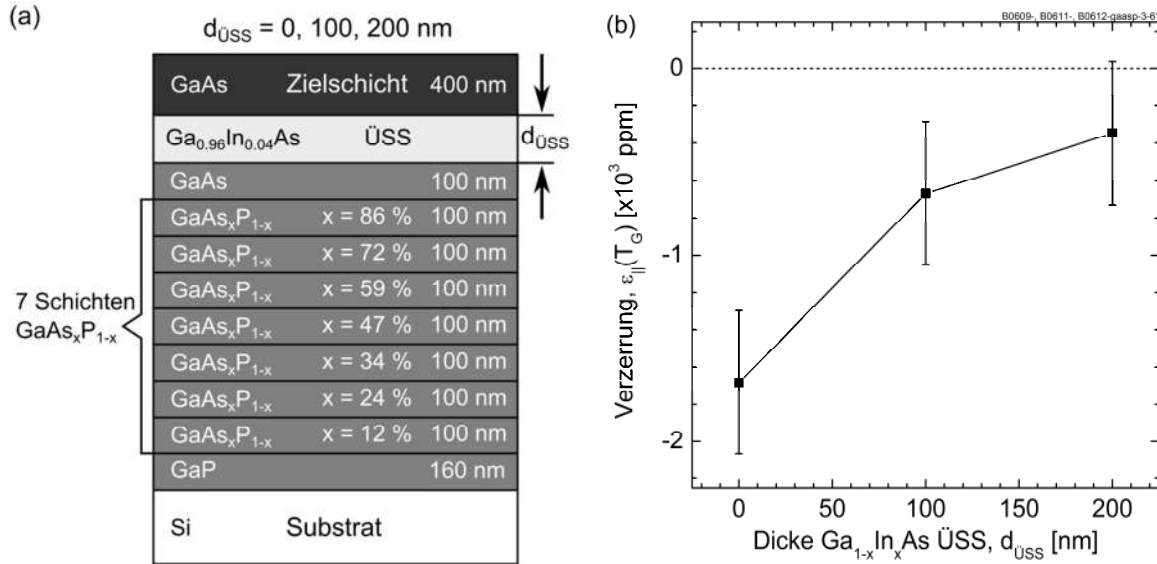 (a)
d_ÜSS = 0, 100, 200 nm
GaAs Zielschicht 400 nm
Ga₀.₉₆In₀.₀₄As ÜSS
d_ÜSS
GaAs 100 nm
GaAsₓP₁₋ₓ x = 86 % 100 nm
GaAsₓP₁₋ₓ x = 72 % 100 nm
GaAsₓP₁₋ₓ x = 59 % 100 nm
GaAsₓP₁₋ₓ x = 47 % 100 nm
GaAsₓP₁₋ₓ x = 34 % 100 nm
GaAsₓP₁₋ₓ x = 24 % 100 nm
GaAsₓP₁₋ₓ x = 12 % 100 nm
7 Schichten
GaAsₓP₁₋ₓ
GaP 160 nm
Si Substrat
(b)
B0609-, B0611-, B0612-gaasp-3-6
Verzerrung, ε_||(T_G) [x10³ ppm]
0
-1
-2
0 50 100 150 200
Dicke Ga₁₋ₓInₓAs ÜSS, d_ÜSS [nm]